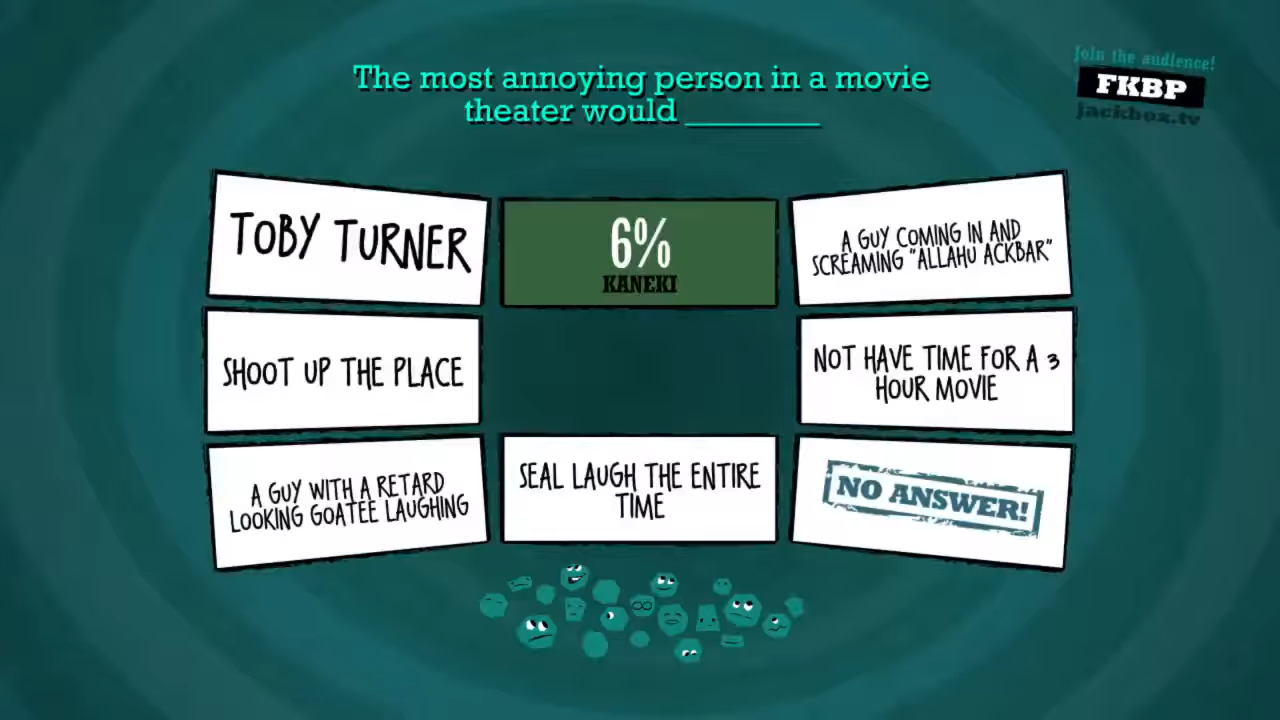 The most annoying person in a movie
theater would ________
Join the audience!
FKBP
jackbox.tv
TOBY TURNER
6%
KANEKI
A GUY COMING IN AND
SCREAMING "ALLAHU ACKBAR"
SHOOT UP THE PLACE
NOT HAVE TIME FOR A 3
HOUR MOVIE
A GUY WITH A RETARD
LOOKING GOATEE LAUGHING
SEAL LAUGH THE ENTIRE
TIME
NO ANSWER!